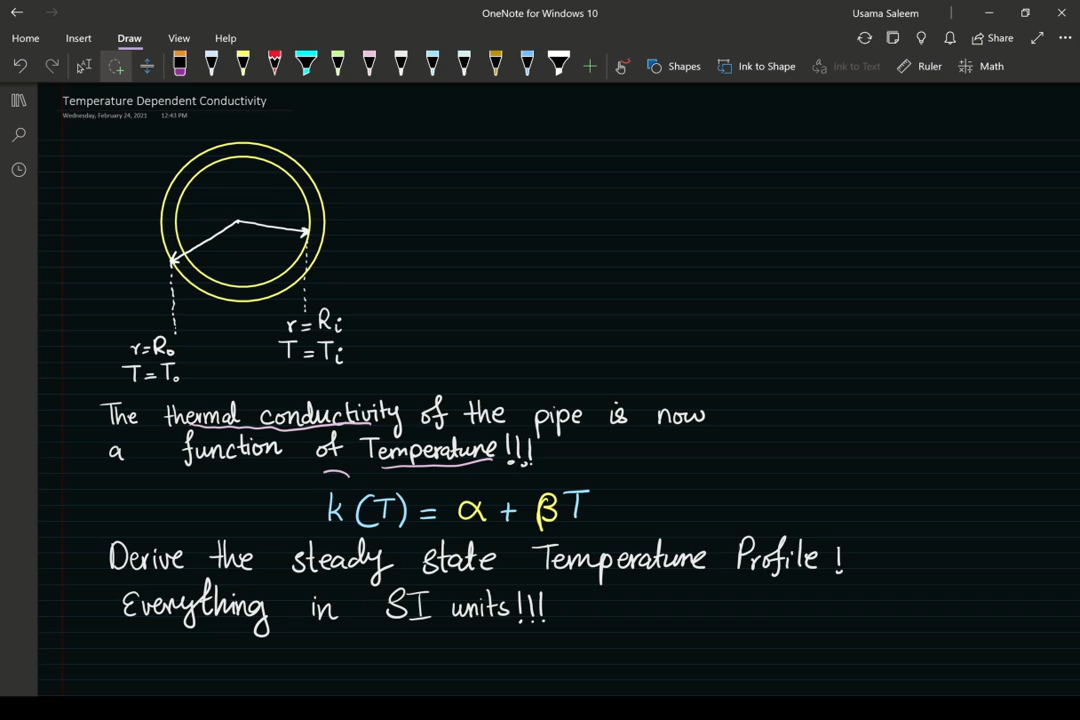 OneNote for Windows 10
Usama Saleem
Home Insert Draw View Help
Share
Shapes Ink to Shape Ink to Text Ruler Math
Temperature Dependent Conductivity
Wednesday, February 24, 2021 12:43 PM
r=Ri
T=Ti
r=Ro
T=To
The thermal conductivity of the pipe is now
a function of Temperature!!!
k(T) = α + βT
Derive the steady state Temperature Profile!
Everything in SI units!!!